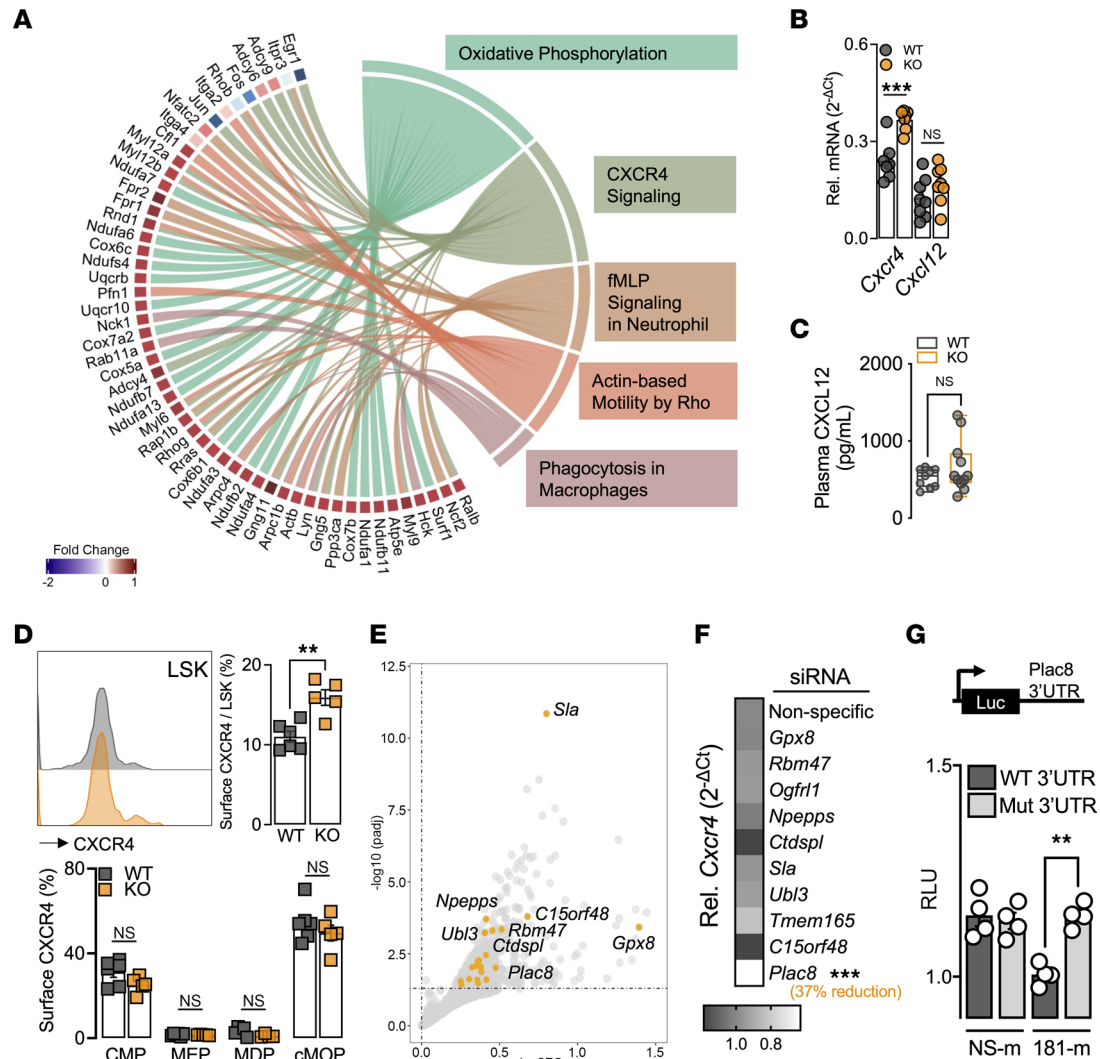 A
Egr1
Itpr3
Adcy9
Adcy6
Fos
Rhob
Itga2
Jun
Nfatc2
Itga4
Cfl1
Myl12a
Myl12b
Ndufa7
Fpr2
Fpr1
Rnd1
Ndufa6
Cox6c
Ndufs4
Uqcrb
Pfn1
Uqcr10
Nck1
Cox7a2
Rab11a
Cox5a
Adcy4
Ndufb7
Ndufa13
Myl6
Rap1b
Rhog
Rras
Cox6b1
Ndufa3
Arpc4
Ndufb2
Ndufa4
Gng11
Arpc1b
Actb
Lyn
Gng5
Ppp3ca
Cox7b
Ndufa1
Ndufb11
Atp5e
Myl9
Hck
Surf1
Ncf2
Ralb
Oxidative Phosphorylation
CXCR4
Signaling
fMLP
Signaling
in Neutrophil
Actin-based
Motility by Rho
Phagocytosis in
Macrophages
Fold Change
-2 0 1
B
Rel. mRNA (2-ΔCt)
0.6
0.3
0.0
WT
KO
***
NS
Cxcr4
Cxcl12
C
Plasma CXCL12
(pg/mL)
2000
1000
0
WT
KO
NS
D
LSK
CXCR4
Surface CXCR4 / LSK (%)
20
10
0
**
WT KO
Surface CXCR4 (%)
80
40
0
WT
KO
NS
NS
NS
NS
CMP MEP MDP cMOP
E
-log10 (padj)
12.5
10.0
7.5
5.0
2.5
0.0
0.0 0.5 1.0 1.5
Sla
Npepps
C15orf48
Ubl3
Rbm47
Ctdspl
Gpx8
Plac8
F
siRNA
Rel. Cxcr4 (2-ΔCt)
Non-specific
Gpx8
Rbm47
Ogfrl1
Npepps
Ctdspl
Sla
Ubl3
Tmem165
C15orf48
Plac8 ***
(37% reduction)
1.0 0.8
G
Luc
Plac8
3'UTR
RLU
1.5
1.0
WT 3'UTR
Mut 3'UTR
**
NS-m 181-m